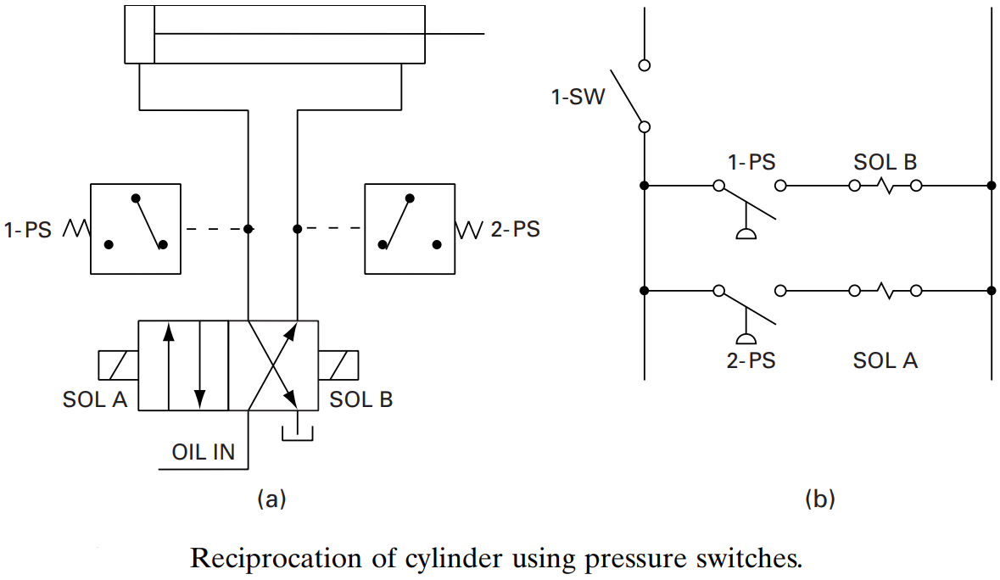 1-PS
2-PS
SOL A
SOL B
OIL IN
(a)
1-SW
1-PS
SOL B
2-PS
SOL A
(b)
Reciprocation of cylinder using pressure switches.